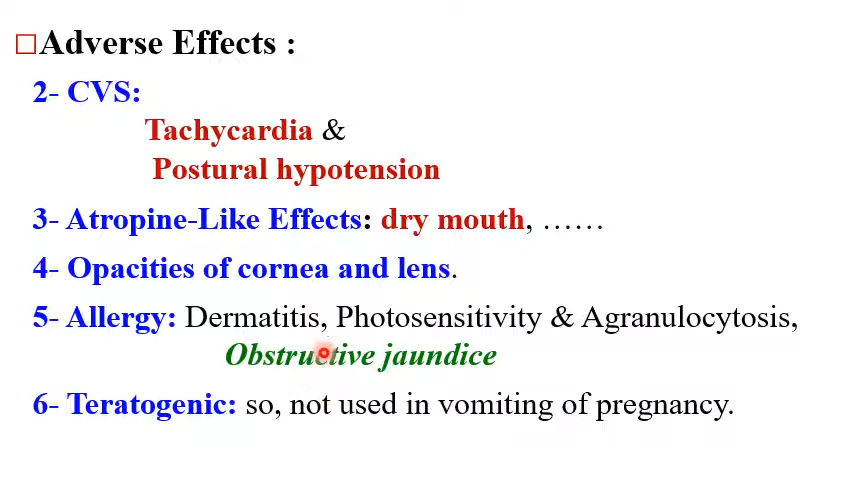 □Adverse Effects :
2- CVS:
Tachycardia &
Postural hypotension
3- Atropine-Like Effects: dry mouth, ……
4- Opacities of cornea and lens.
5- Allergy: Dermatitis, Photosensitivity & Agranulocytosis,
Obstructive jaundice
6- Teratogenic: so, not used in vomiting of pregnancy.